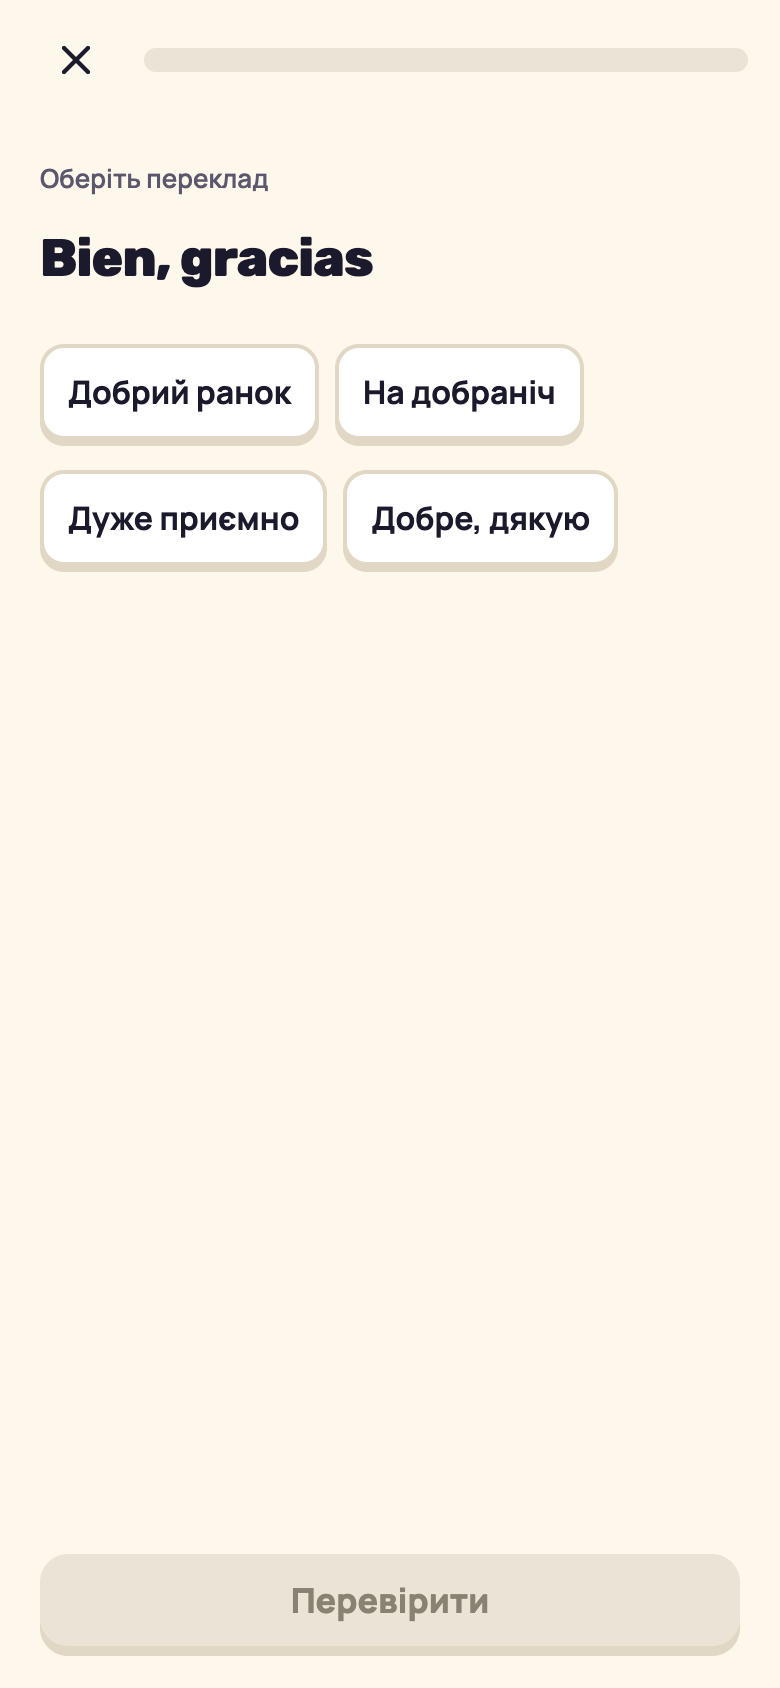 Оберіть переклад
Bien, gracias
Добрий ранок
На добраніч
Дуже приємно
Добре, дякую
Перевірити